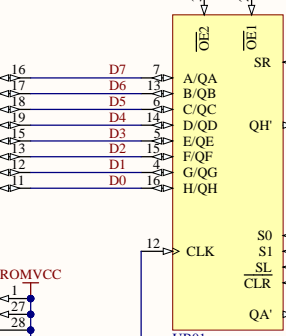 OE2 OE1
SR
16 D7 7 A/QA
17 D6 13 B/QB
18 D5 6 C/QC
19 D4 14 D/QD QH'
15 D3 5 E/QE
13 D2 15 F/QF
12 D1 4 G/QG
11 D0 16 H/QH
S0
12 CLK S1
SL
ROMVCC CLR
1
27 QA'
28